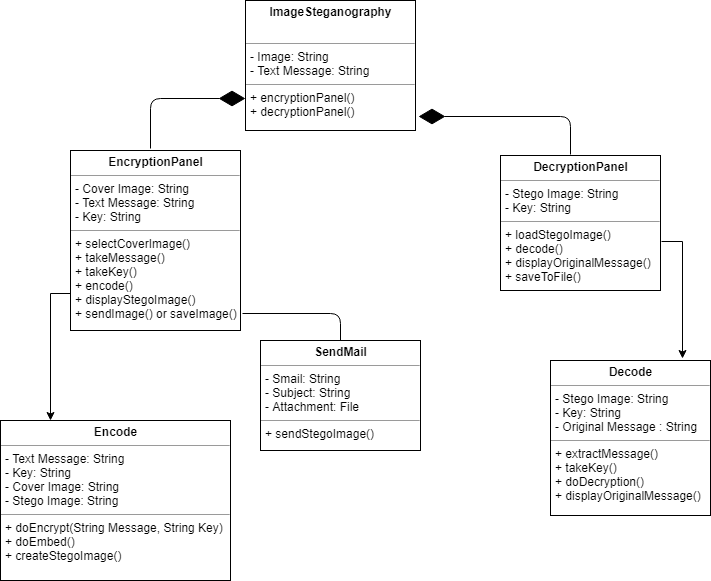 ImageSteganography
- Image: String
- Text Message: String
+ encryptionPanel()
+ decryptionPanel()
EncryptionPanel
- Cover Image: String
- Text Message: String
- Key: String
+ selectCoverImage()
+ takeMessage()
+ takeKey()
+ encode()
+ displayStegoImage()
+ sendImage() or saveImage()
DecryptionPanel
- Stego Image: String
- Key: String
+ loadStegoImage()
+ decode()
+ displayOriginalMessage()
+ saveToFile()
SendMail
- Smail: String
- Subject: String
- Attachment: File
+ sendStegoImage()
Decode
- Stego Image: String
- Key: String
- Original Message : String
+ extractMessage()
+ takeKey()
+ doDecryption()
+ displayOriginalMessage()
Encode
- Text Message: String
- Key: String
- Cover Image: String
- Stego Image: String
+ doEncrypt(String Message, String Key)
+ doEmbed()
+ createStegoImage()